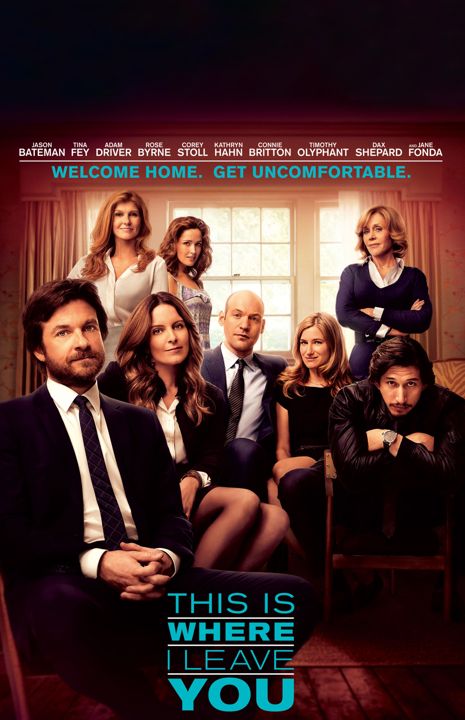 JASON BATEMAN TINA FEY ADAM DRIVER ROSE BYRNE COREY STOLL KATHRYN HAHN CONNIE BRITTON TIMOTHY OLYPHANT DAX SHEPARD AND JANE FONDA
WELCOME HOME. GET UNCOMFORTABLE.
THIS IS
WHERE
I LEAVE
YOU